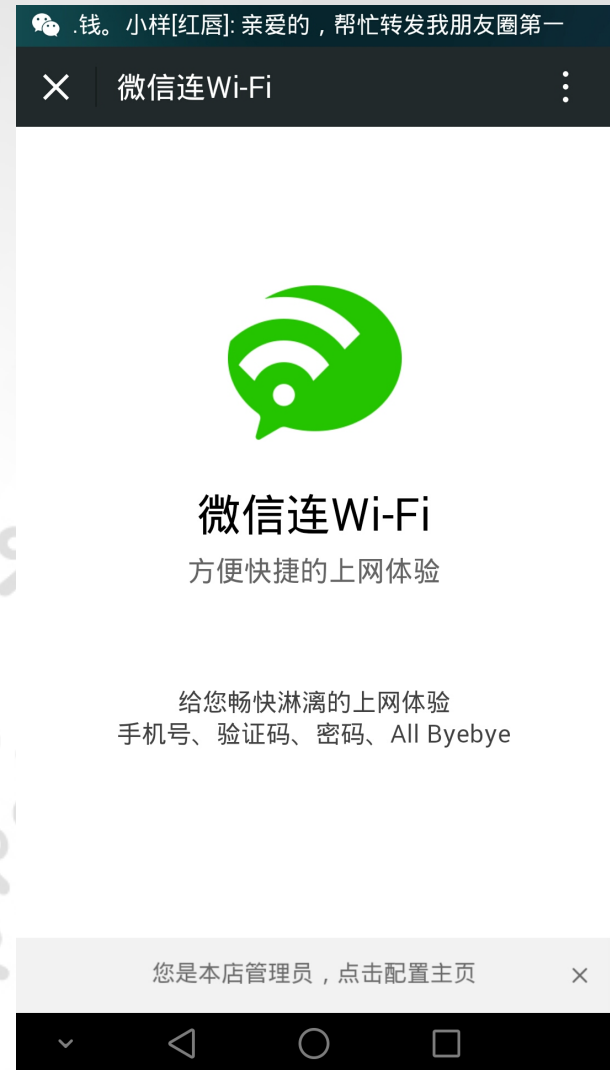 .钱。小样[红唇]: 亲爱的，帮忙转发我朋友圈第一
微信连Wi-Fi
微信连Wi-Fi
方便快捷的上网体验
给您畅快淋漓的上网体验
手机号、验证码、密码、All Byebye
您是本店管理员，点击配置主页